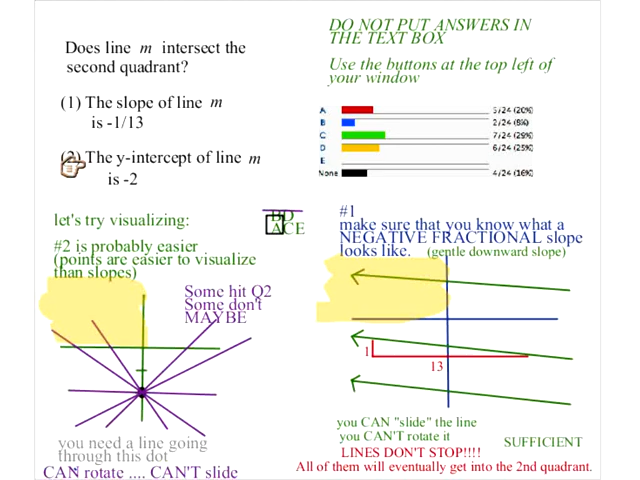 Does line m intersect the
second quadrant?
(1) The slope of line m
is -1/13
(2) The y-intercept of line m
is -2
DO NOT PUT ANSWERS IN
THE TEXT BOX
Use the buttons at the top left of
your window
A 5/24 (20%)
B 2/24 (8%)
C 7/24 (29%)
D 6/24 (25%)
E
None 4/24 (16%)
let's try visualizing:
#2 is probably easier
(points are easier to visualize
than slopes)
BD
ACE
Some hit Q2
Some don't
MAYBE
you need a line going
through this dot
CAN rotate .... CAN'T slide
#1
make sure that you know what a
NEGATIVE FRACTIONAL slope
looks like. (gentle downward slope)
1
13
you CAN "slide" the line
you CAN'T rotate it
SUFFICIENT
LINES DON'T STOP!!!!
All of them will eventually get into the 2nd quadrant.